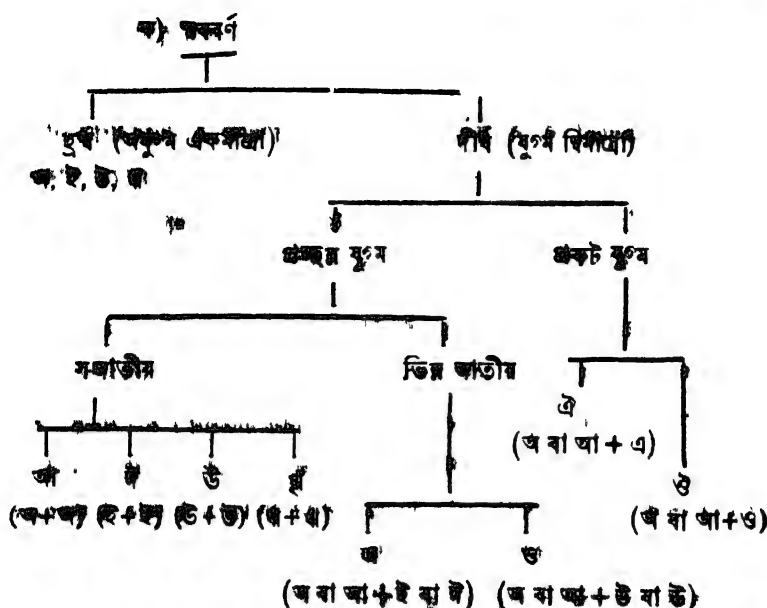 ক) স্বরবর্ণ
হ্রস্ব (অযুগ্ম একমাত্রা) দীর্ঘ (যুগ্ম দ্বিমাত্রা)
অ, ই, উ, ঋ
প্রচ্ছন্ন যুগ্ম প্রকট যুগ্ম
সজাতীয় ভিন্ন জাতীয়
ঐ
(অ বা আ + এ)
আ ঈ ঊ ৠ
ঔ
(অ+অ) (ই+ই) (উ+উ) (ঋ+ঋ) (অ বা আ+ও)
এ ও
(অ বা আ+ই বা ঈ) (অ বা আ+উ বা ঊ)